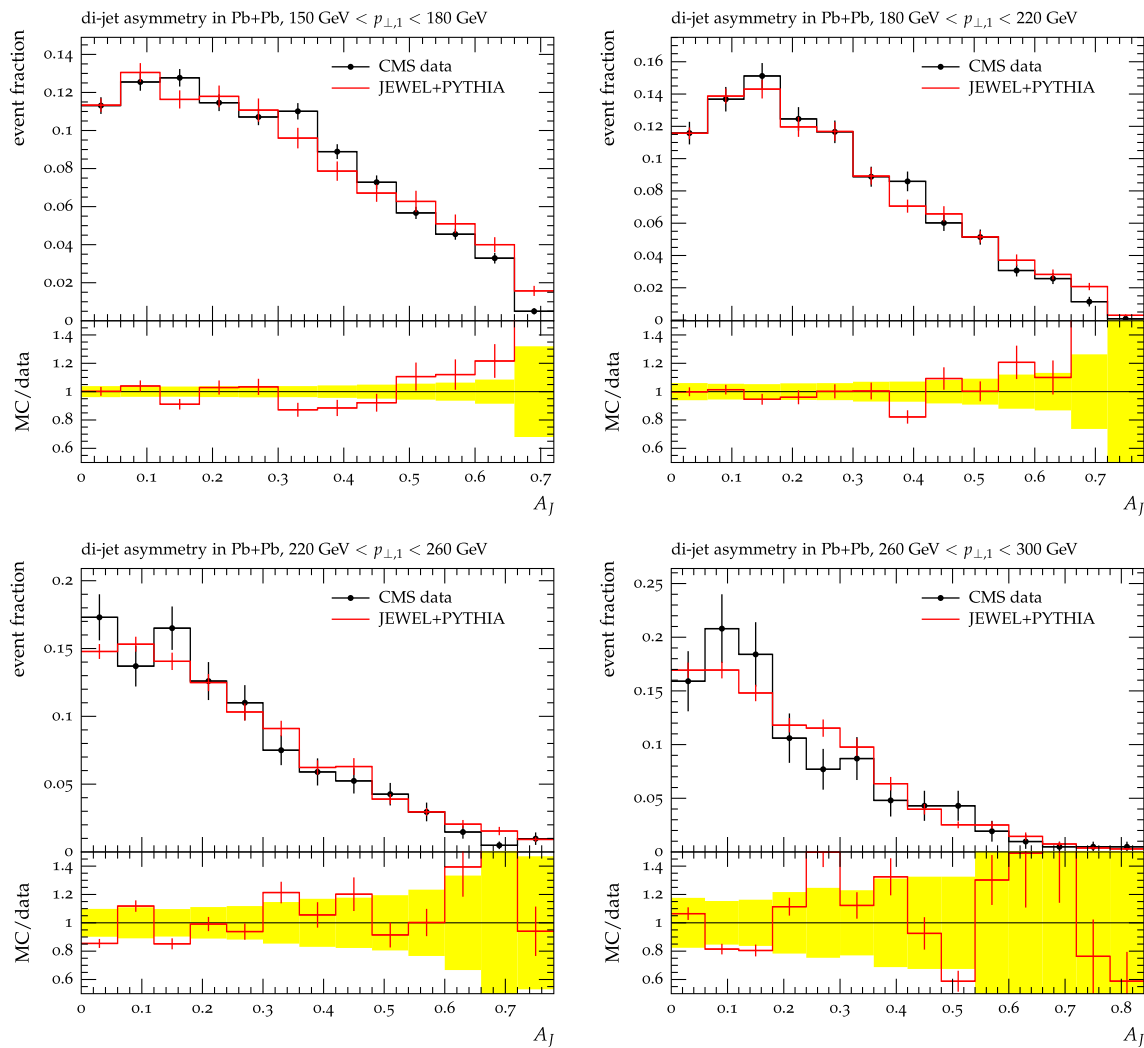 di-jet asymmetry in Pb+Pb, 150 GeV < p⊥,1 < 180 GeV
event fraction
0.14
0.12
0.1
0.08
0.06
0.04
0.02
0
CMS data
JEWEL+PYTHIA
MC/data
1.4
1.2
1
0.8
0.6
0 0.1 0.2 0.3 0.4 0.5 0.6 0.7
A_J
di-jet asymmetry in Pb+Pb, 180 GeV < p⊥,1 < 220 GeV
event fraction
0.16
0.14
0.12
0.1
0.08
0.06
0.04
0.02
0
CMS data
JEWEL+PYTHIA
MC/data
1.4
1.2
1
0.8
0.6
0 0.1 0.2 0.3 0.4 0.5 0.6 0.7
A_J
di-jet asymmetry in Pb+Pb, 220 GeV < p⊥,1 < 260 GeV
event fraction
0.2
0.15
0.1
0.05
0
CMS data
JEWEL+PYTHIA
MC/data
1.4
1.2
1
0.8
0.6
0 0.1 0.2 0.3 0.4 0.5 0.6 0.7
A_J
di-jet asymmetry in Pb+Pb, 260 GeV < p⊥,1 < 300 GeV
event fraction
0.25
0.2
0.15
0.1
0.05
0
CMS data
JEWEL+PYTHIA
MC/data
1.4
1.2
1
0.8
0.6
0 0.1 0.2 0.3 0.4 0.5 0.6 0.7 0.8
A_J